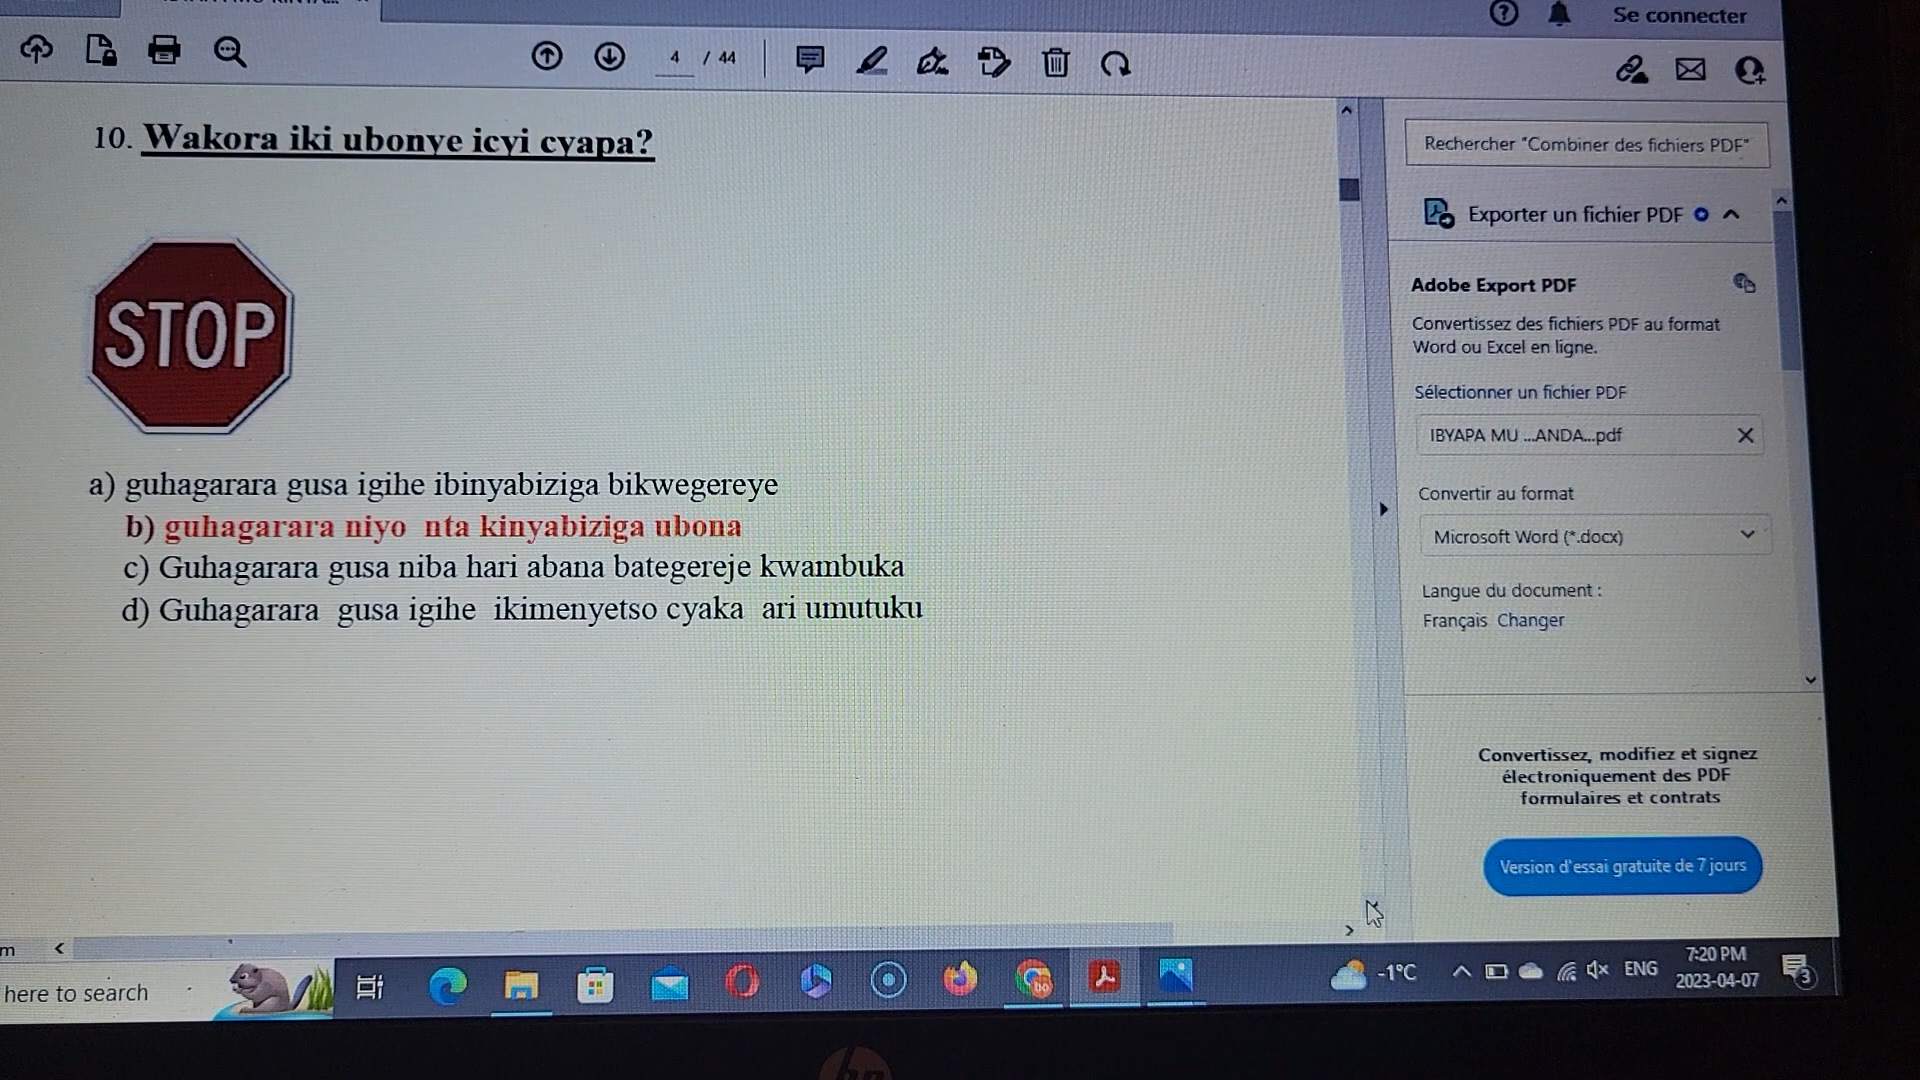 Se connecter
4 / 44
10. Wakora iki ubonye icyi cyapa?
STOP
a) guhagarara gusa igihe ibinyabiziga bikwegereye
b) guhagarara niyo nta kinyabiziga ubona
c) Guhagarara gusa niba hari abana bategereje kwambuka
d) Guhagarara gusa igihe ikimenyetso cyaka ari umutuku
Rechercher "Combiner des fichiers PDF"
Exporter un fichier PDF
Adobe Export PDF
Convertissez des fichiers PDF au format
Word ou Excel en ligne.
Sélectionner un fichier PDF
IBYAPA MU ...ANDA...pdf
Convertir au format
Microsoft Word (*.docx)
Langue du document :
Français Changer
Convertissez, modifiez et signez
électroniquement des PDF
formulaires et contrats
Version d'essai gratuite de 7 jours
here to search
-1°C
ENG
7:20 PM
2023-04-07
3
hp